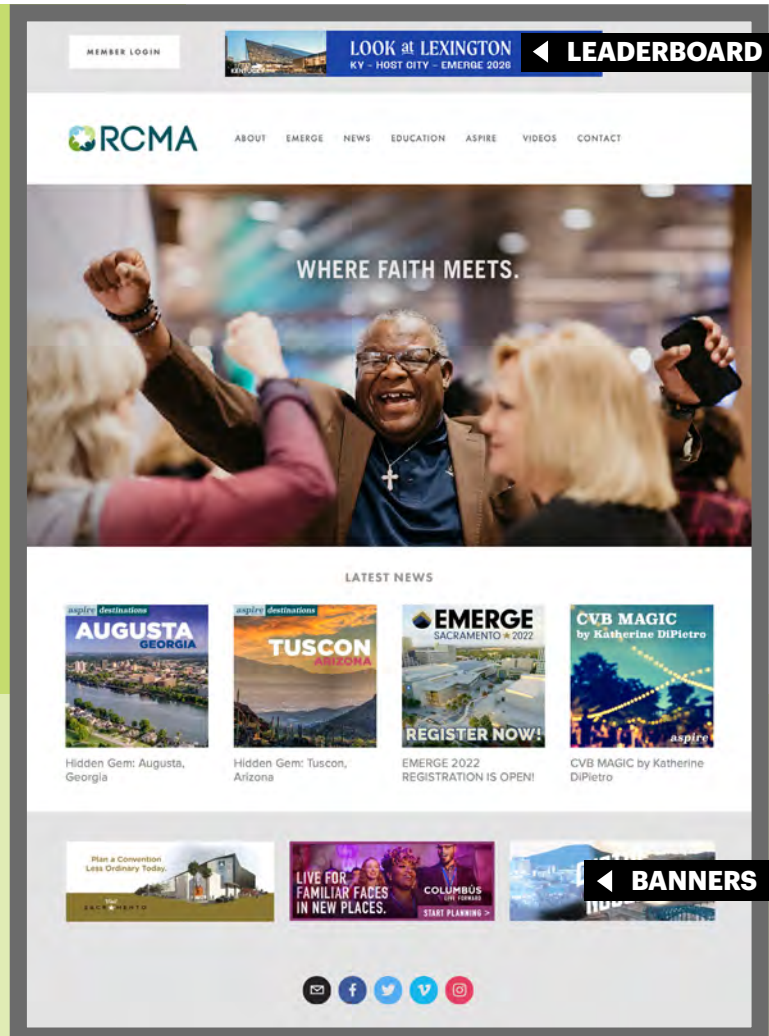 MEMBER LOGIN
KENTUCKY
LOOK at LEXINGTON
KY – HOST CITY – EMERGE 2026
LEADERBOARD
RCMA
ABOUT EMERGE NEWS EDUCATION ASPIRE VIDEOS CONTACT
WHERE FAITH MEETS.
LATEST NEWS
aspire destinations
AUGUSTA
GEORGIA
aspire destinations
TUSCON
ARIZONA
EMERGE
SACRAMENTO ★ 2022
REGISTER NOW!
CVB MAGIC
by Katherine DiPietro
aspire
Hidden Gem: Augusta,
Georgia
Hidden Gem: Tuscon,
Arizona
EMERGE 2022
REGISTRATION IS OPEN!
CVB MAGIC by Katherine
DiPietro
Plan a Convention
Less Ordinary Today.
Visit
SACRAMENTO
LIVE FOR
FAMILIAR FACES
IN NEW PLACES.
COLUMBUS
LIVE FORWARD
START PLANNING >
BANNERS